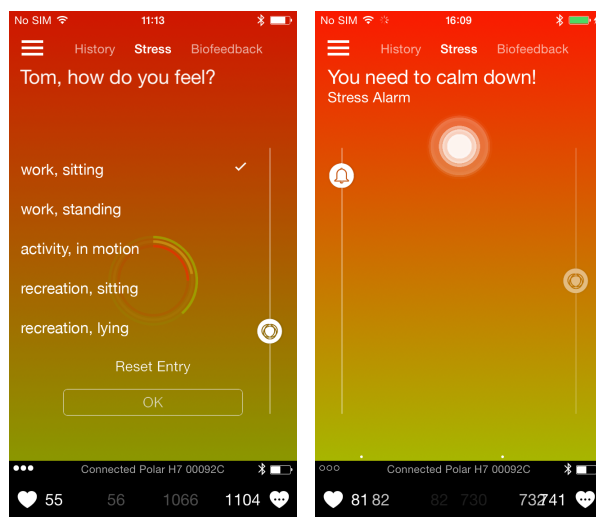 No SIM 11:13
History Stress Biofeedback
Tom, how do you feel?
work, sitting
work, standing
activity, in motion
recreation, sitting
recreation, lying
Reset Entry
OK
Connected Polar H7 00092C
55 56 1066 1104
No SIM 16:09
History Stress Biofeedback
You need to calm down!
Stress Alarm
Connected Polar H7 00092C
81 82 82 730 732 741